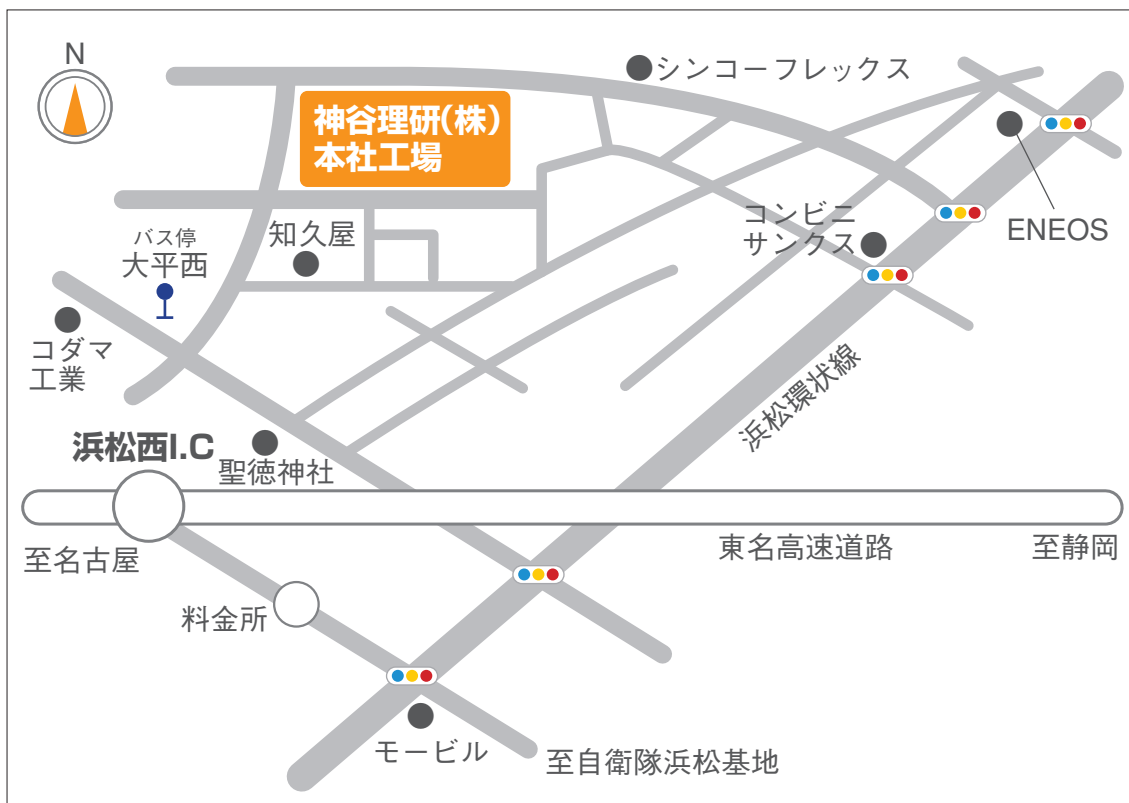 N
シンコーフレックス
神谷理研(株)
本社工場
コンビニ
サンクス
ENEOS
バス停
大平西
知久屋
コダマ
工業
浜松環状線
浜松西I.C
聖徳神社
至名古屋
東名高速道路
至静岡
料金所
モービル
至自衛隊浜松基地